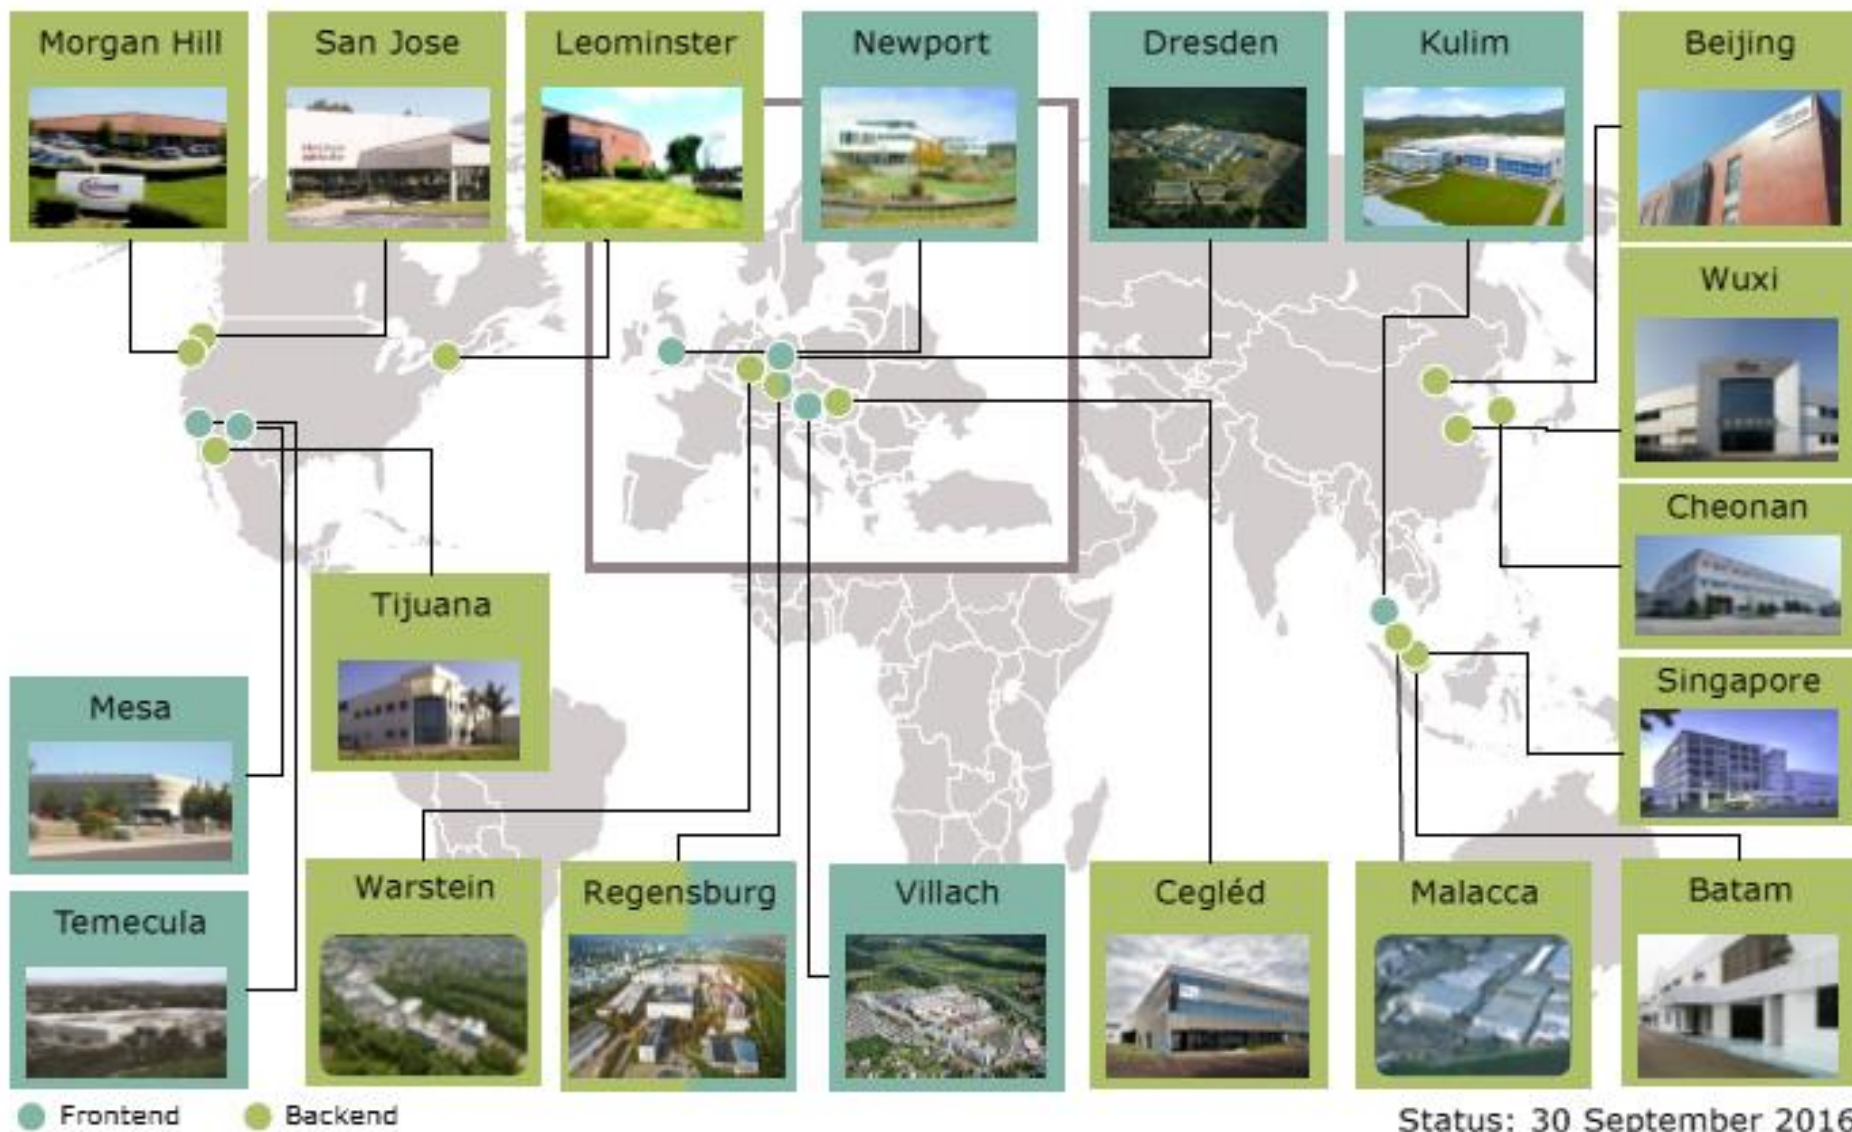 Morgan Hill
San Jose
Leominster
Newport
Dresden
Kulim
Beijing
Wuxi
Cheonan
Tijuana
Singapore
Mesa
Temecula
Warstein
Regensburg
Villach
Cegléd
Malacca
Batam
Frontend
Backend
Status: 30 September 2016